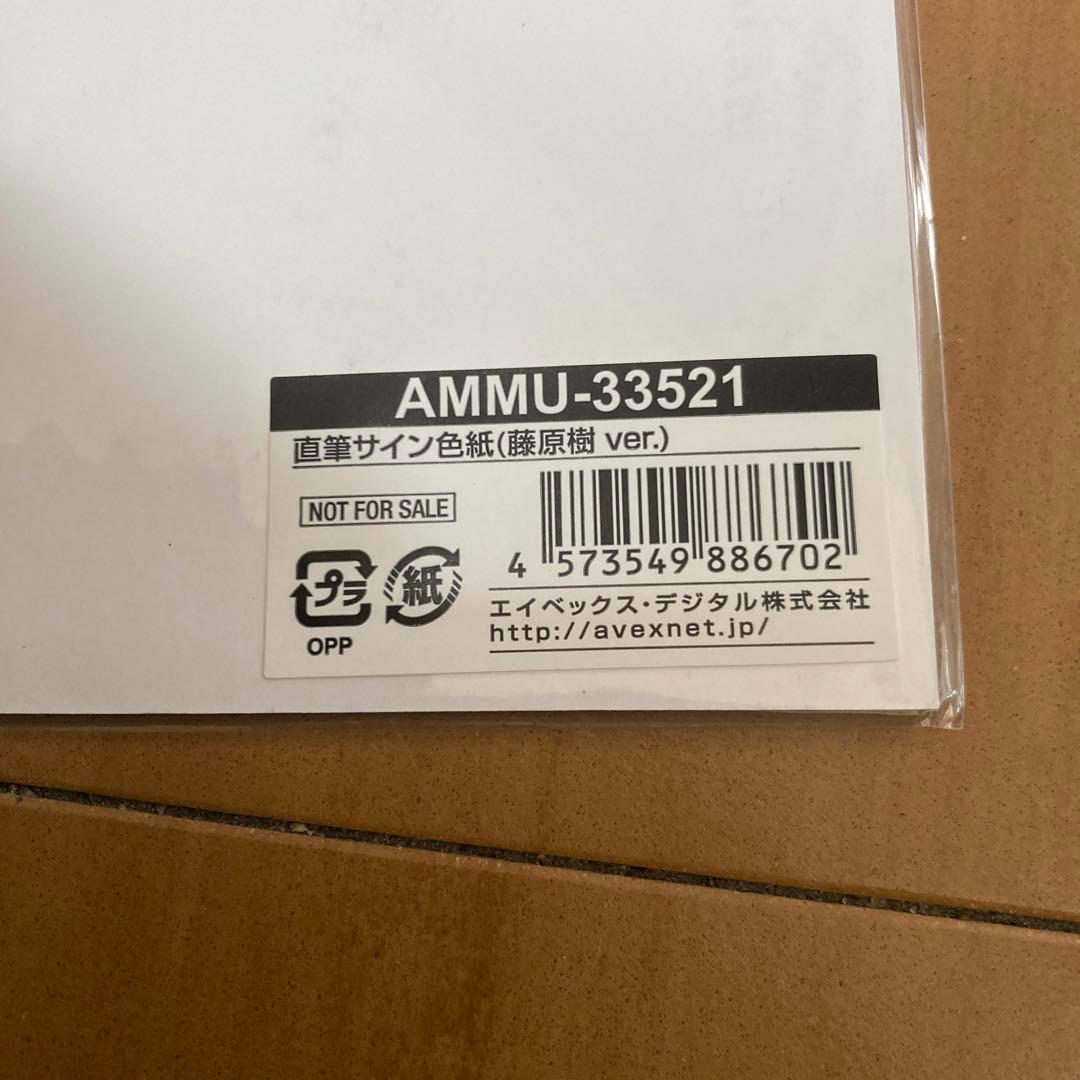 AMMU-33521
直筆サイン色紙(藤原樹 ver.)
NOT FOR SALE
4 573549 886702
プラ 紙
OPP
エイベックス・デジタル株式会社
http://avexnet.jp/